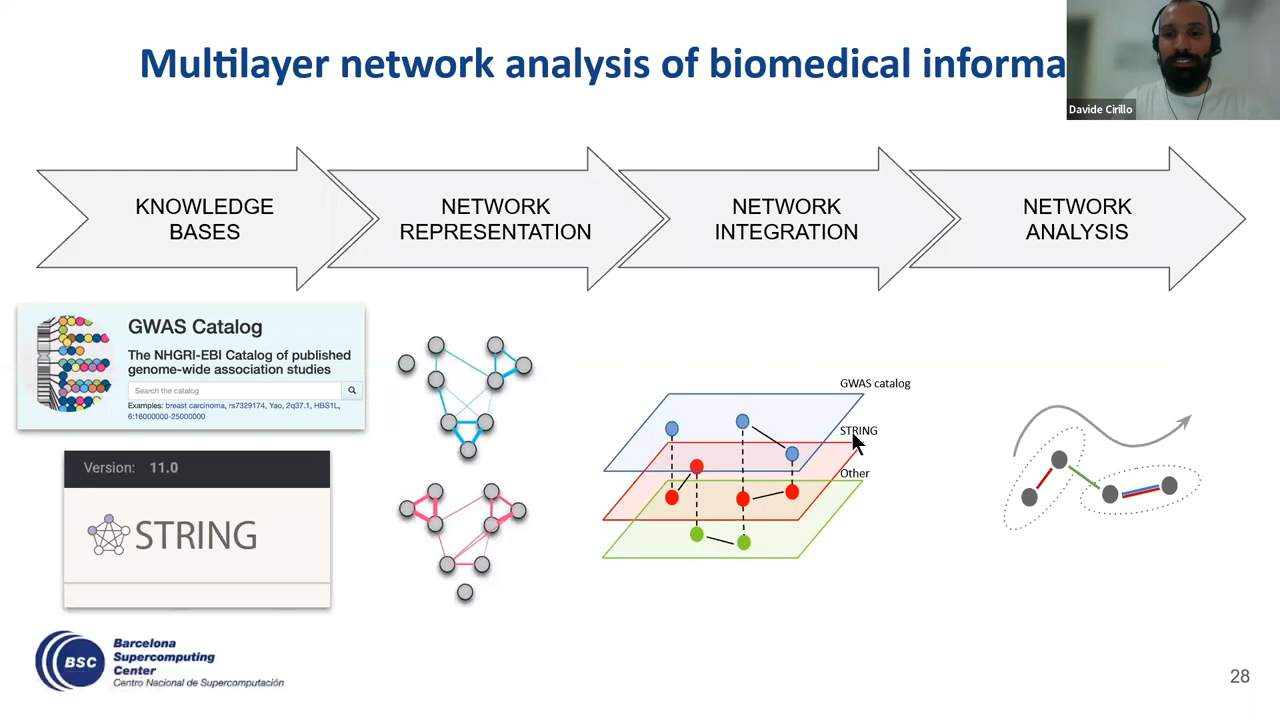 Multilayer network analysis of biomedical informa
Davide Cirillo
KNOWLEDGE
BASES
NETWORK
REPRESENTATION
NETWORK
INTEGRATION
NETWORK
ANALYSIS
GWAS Catalog
The NHGRI-EBI Catalog of published
genome-wide association studies
Search the catalog
Examples: breast carcinoma, rs7329174, Yao, 2q37.1, HBS1L,
6:16000000-25000000
Version: 11.0
STRING
GWAS catalog
STRING
Other
BSC
Barcelona
Supercomputing
Center
Centro Nacional de Supercomputación
28